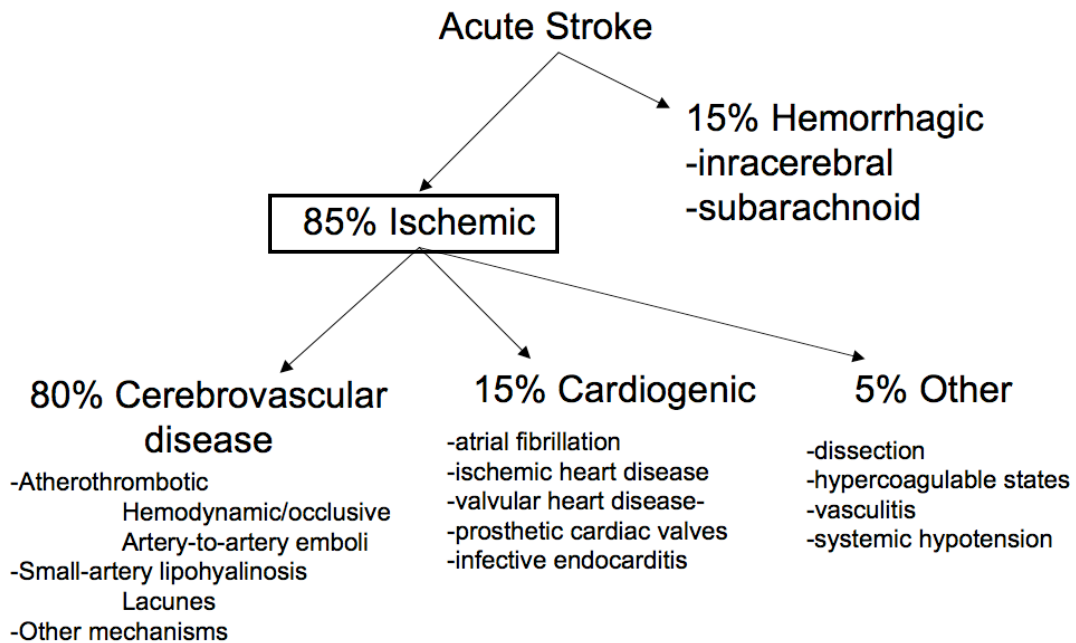 Acute Stroke
15% Hemorrhagic
-inracerebral
-subarachnoid
85% Ischemic
80% Cerebrovascular
disease
-Atherothrombotic
Hemodynamic/occlusive
Artery-to-artery emboli
-Small-artery lipohyalinosis
Lacunes
-Other mechanisms
15% Cardiogenic
-atrial fibrillation
-ischemic heart disease
-valvular heart disease-
-prosthetic cardiac valves
-infective endocarditis
5% Other
-dissection
-hypercoagulable states
-vasculitis
-systemic hypotension